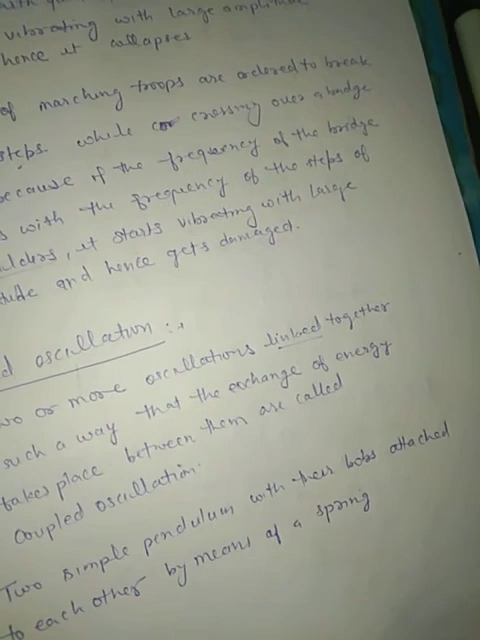 vibrating with large amplitude
hence it collapses
of marching troops are ordered to break
steps while crossing over a bridge
because if the frequency of the bridge
with the frequency of the steps of
, it starts vibrating with large
and hence gets damaged.
oscillation :-
two or more oscillations linked together
such a way that the exchange of energy
takes place between them are called
coupled oscillation.
Two simple pendulum with their bobs attached
to each other by means of a spring